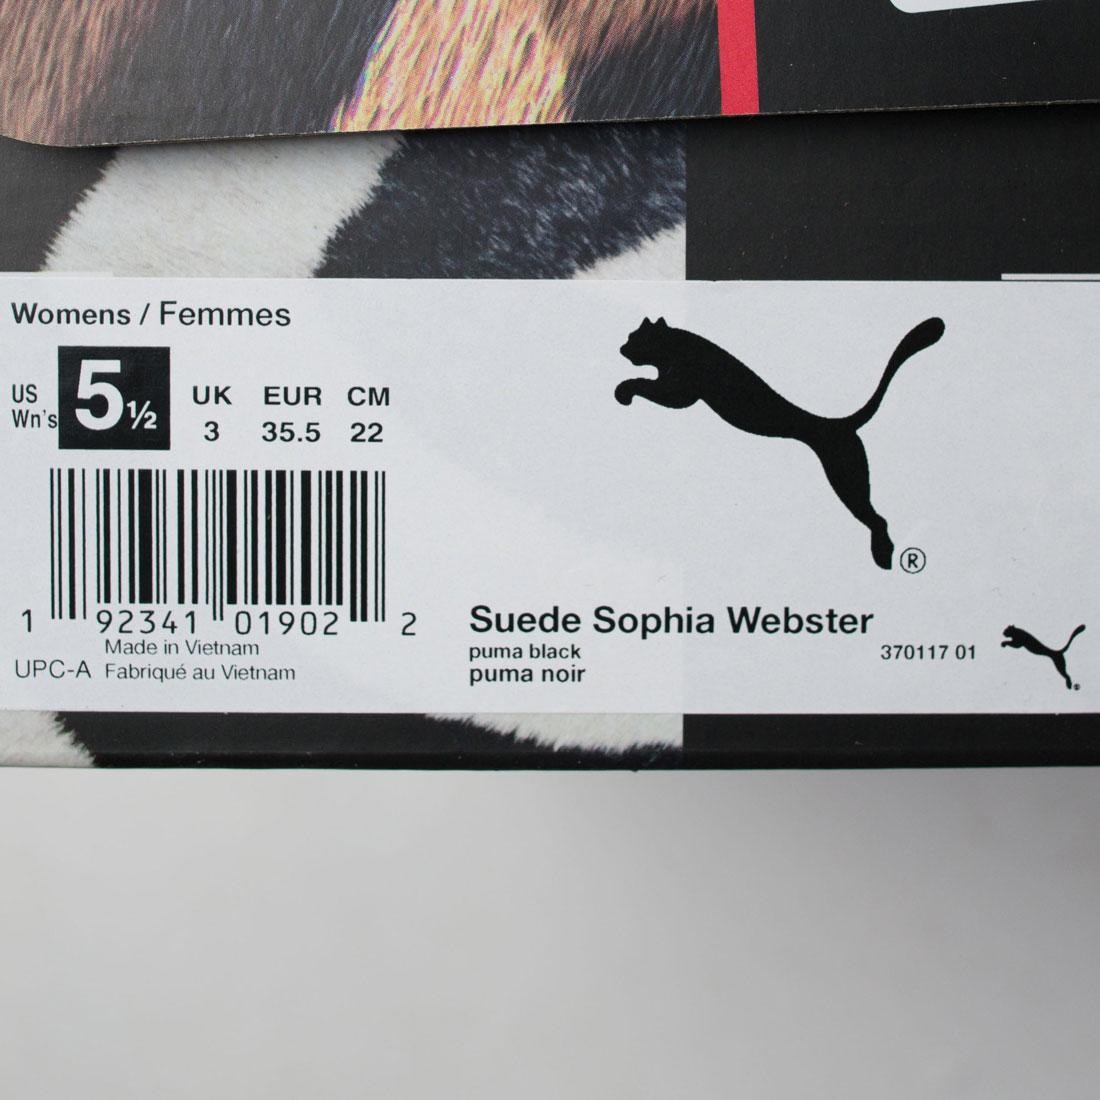 Womens / Femmes
US Wn's 5½
UK EUR CM
3 35.5 22
1 92341 01902 2
UPC-A
Made in Vietnam
Fabriqué au Vietnam
®
Suede Sophia Webster
puma black
puma noir
370117 01
®